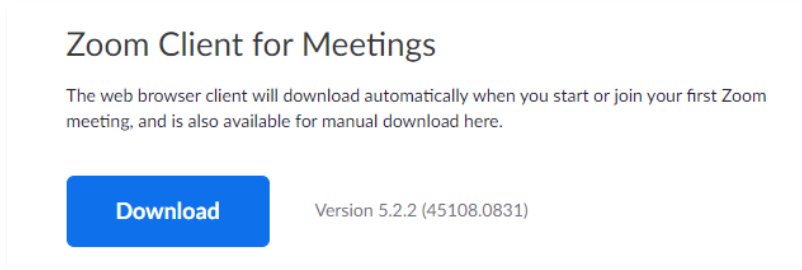 Zoom Client for Meetings
The web browser client will download automatically when you start or join your first Zoom
meeting, and is also available for manual download here.
Download
Version 5.2.2 (45108.0831)